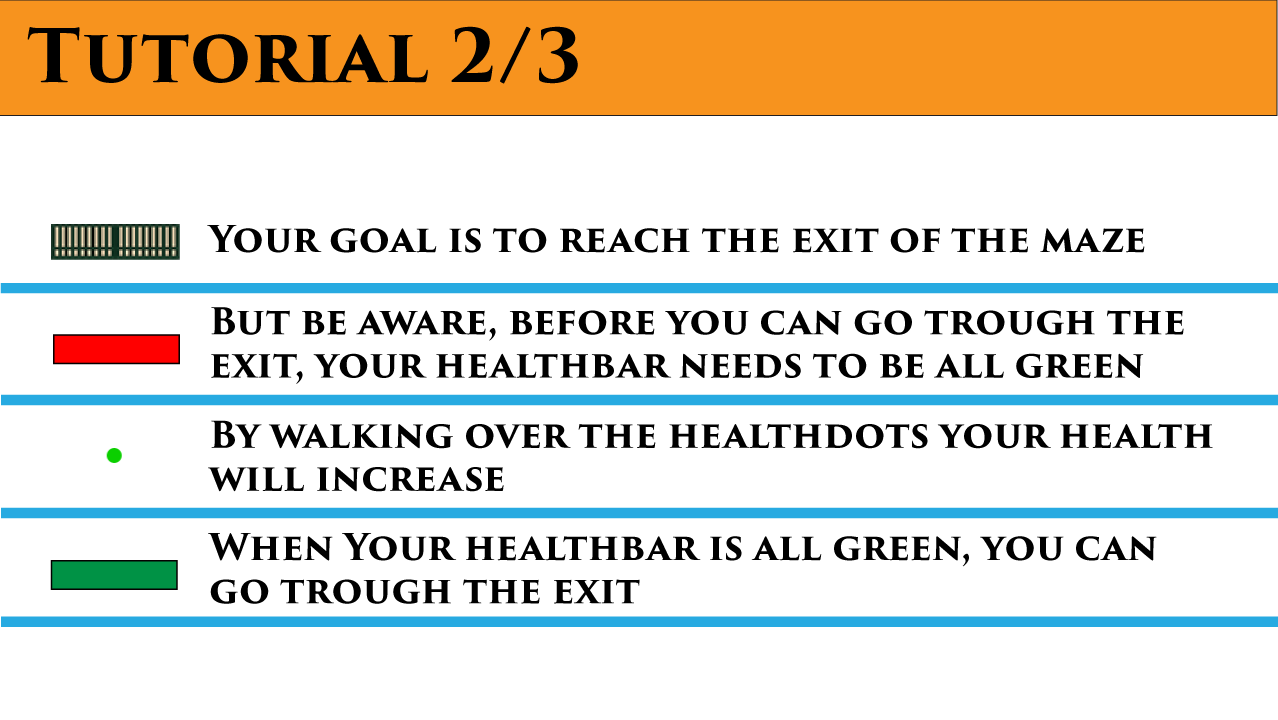 Tutorial 2/3
Your goal is to reach the exit of the maze
But be aware, before you can go trough the
exit, your healthbar needs to be all green
By walking over the healthdots your health
will increase
When Your healthbar is all green, you can
go trough the exit